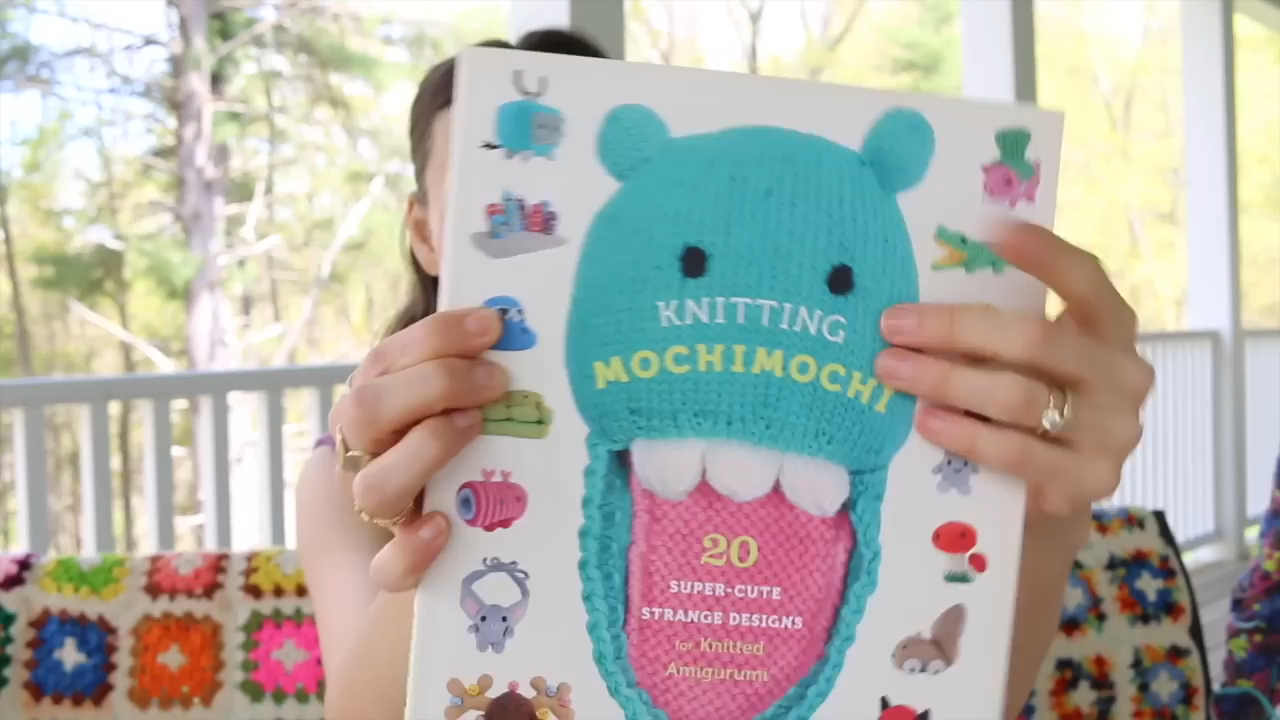 KNITTING
MOCHIMOCHI
20
SUPER-CUTE
STRANGE DESIGNS
for Knitted
Amigurumi